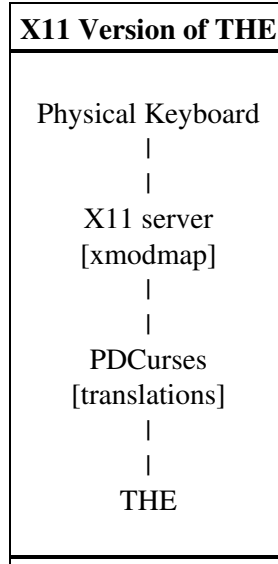 X11 Version of THE
Physical Keyboard
|
|
X11 server
[xmodmap]
|
|
PDCurses
[translations]
|
|
THE